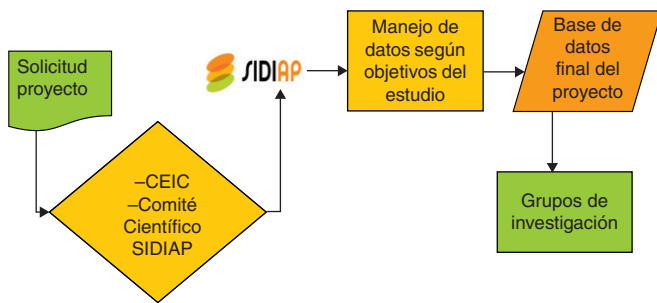 Solicitud
proyecto
–CEIC
–Comité
Científico
SIDIAP
SIDIAP
Manejo de
datos según
objetivos del
estudio
Base de
datos
final del
proyecto
Grupos de
investigación